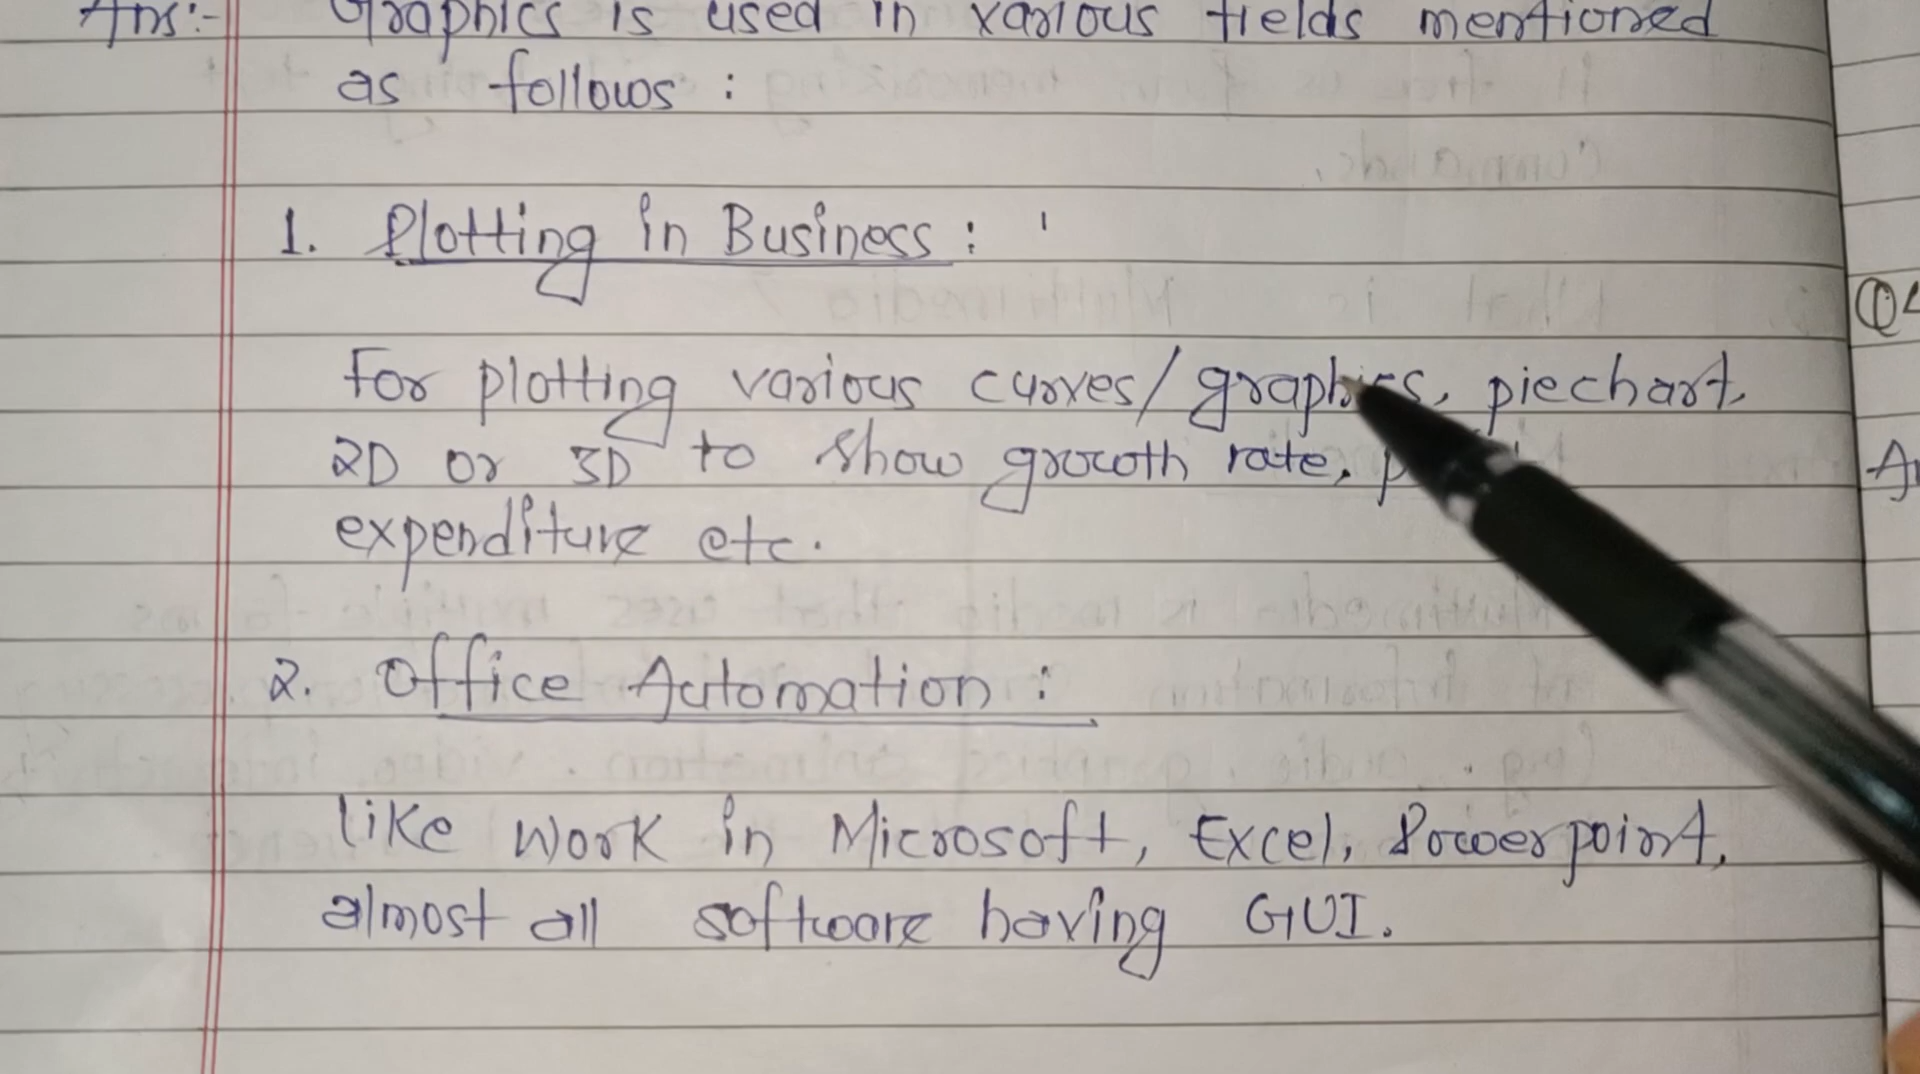 Ans:- Graphics is used in various fields mentioned
as follows :
1. Plotting in Business :
For plotting various curves/graphics, piechart,
2D or 3D to show growth rate,
expenditure etc.
2. Office Automation :
like work in Microsoft, Excel, Powerpoint,
almost all software having GUI.